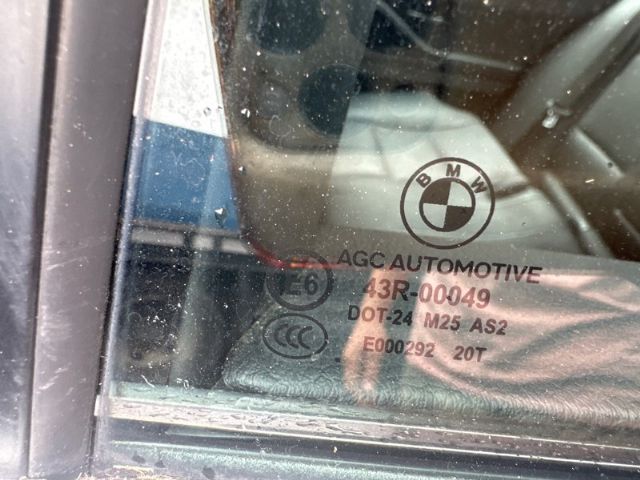 BMW
AGC AUTOMOTIVE
E6 43R-00049
DOT-24 M25 AS2
CCC
E000292 20T